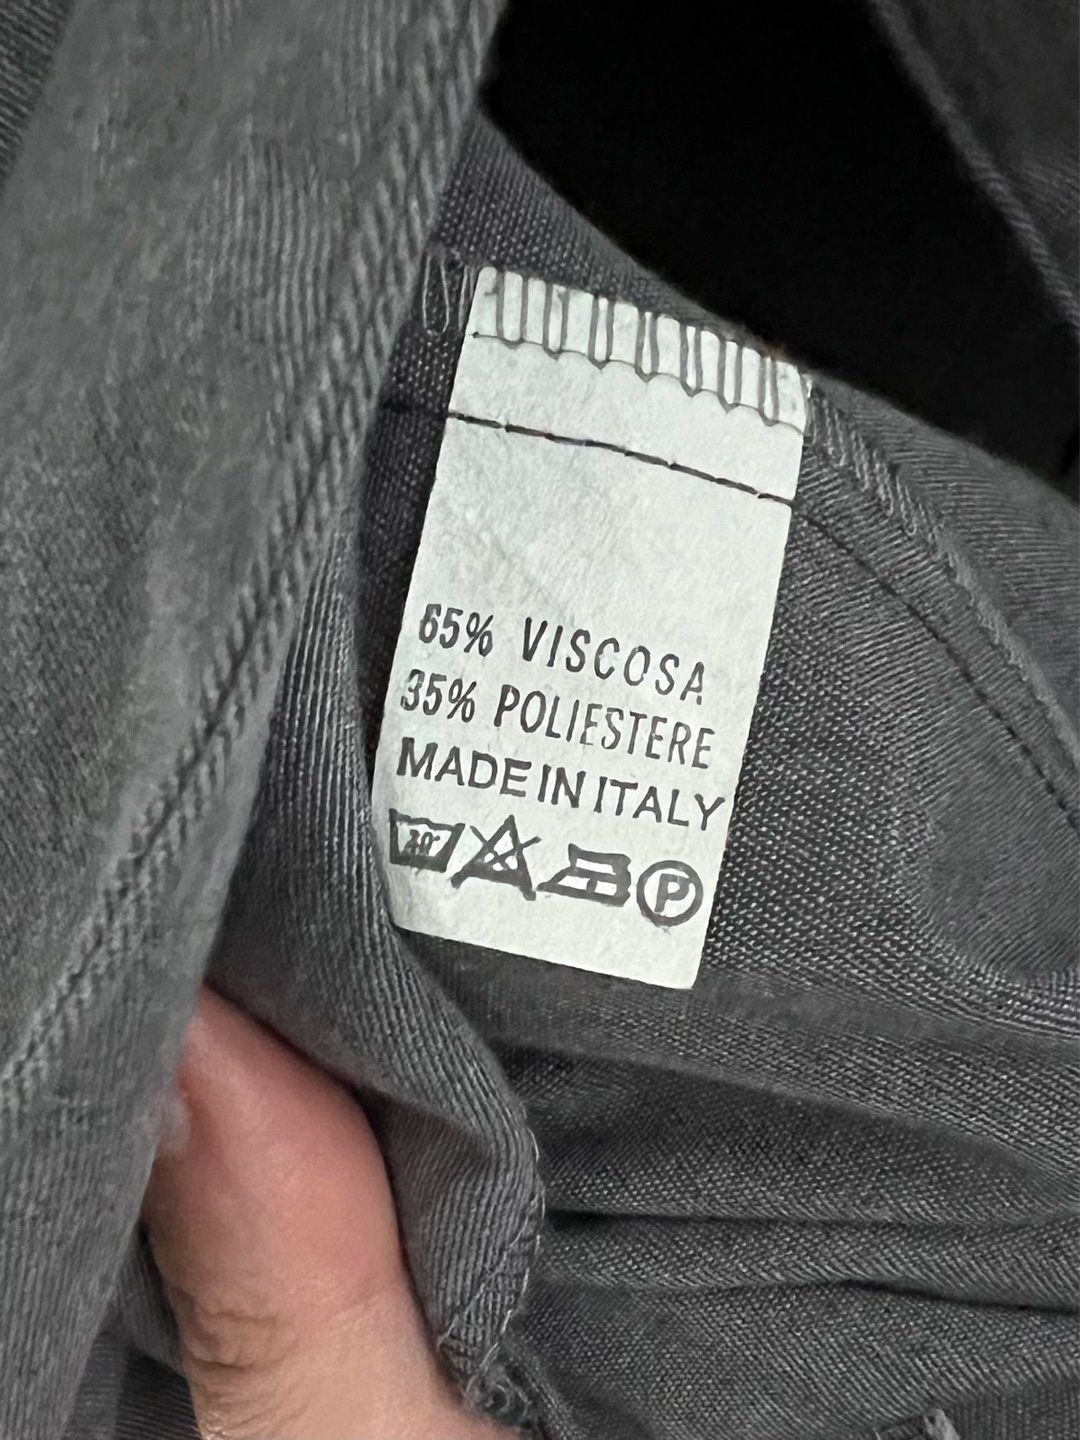 65% VISCOSA
35% POLIESTERE
MADE IN ITALY
P